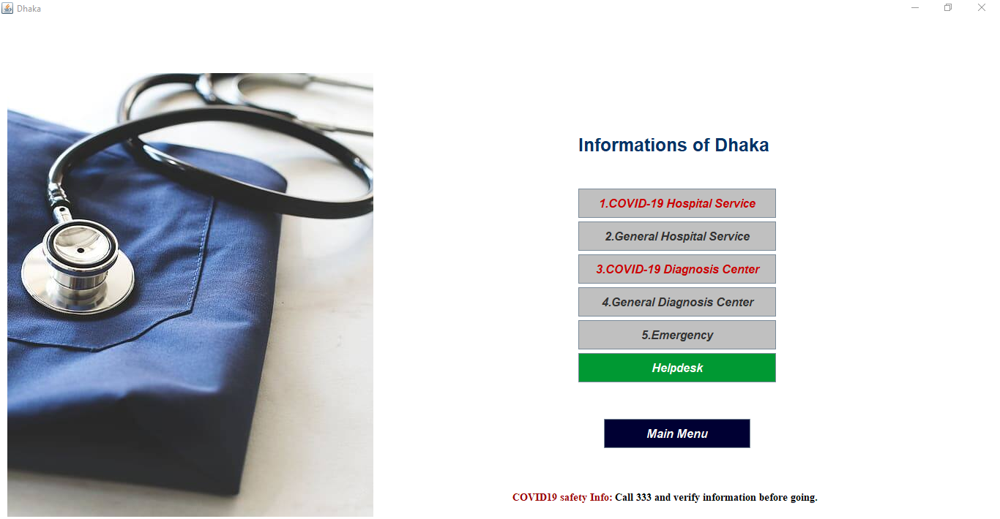 Dhaka
Informations of Dhaka
1.COVID-19 Hospital Service
2.General Hospital Service
3.COVID-19 Diagnosis Center
4.General Diagnosis Center
5.Emergency
Helpdesk
Main Menu
COVID19 safety Info: Call 333 and verify information before going.